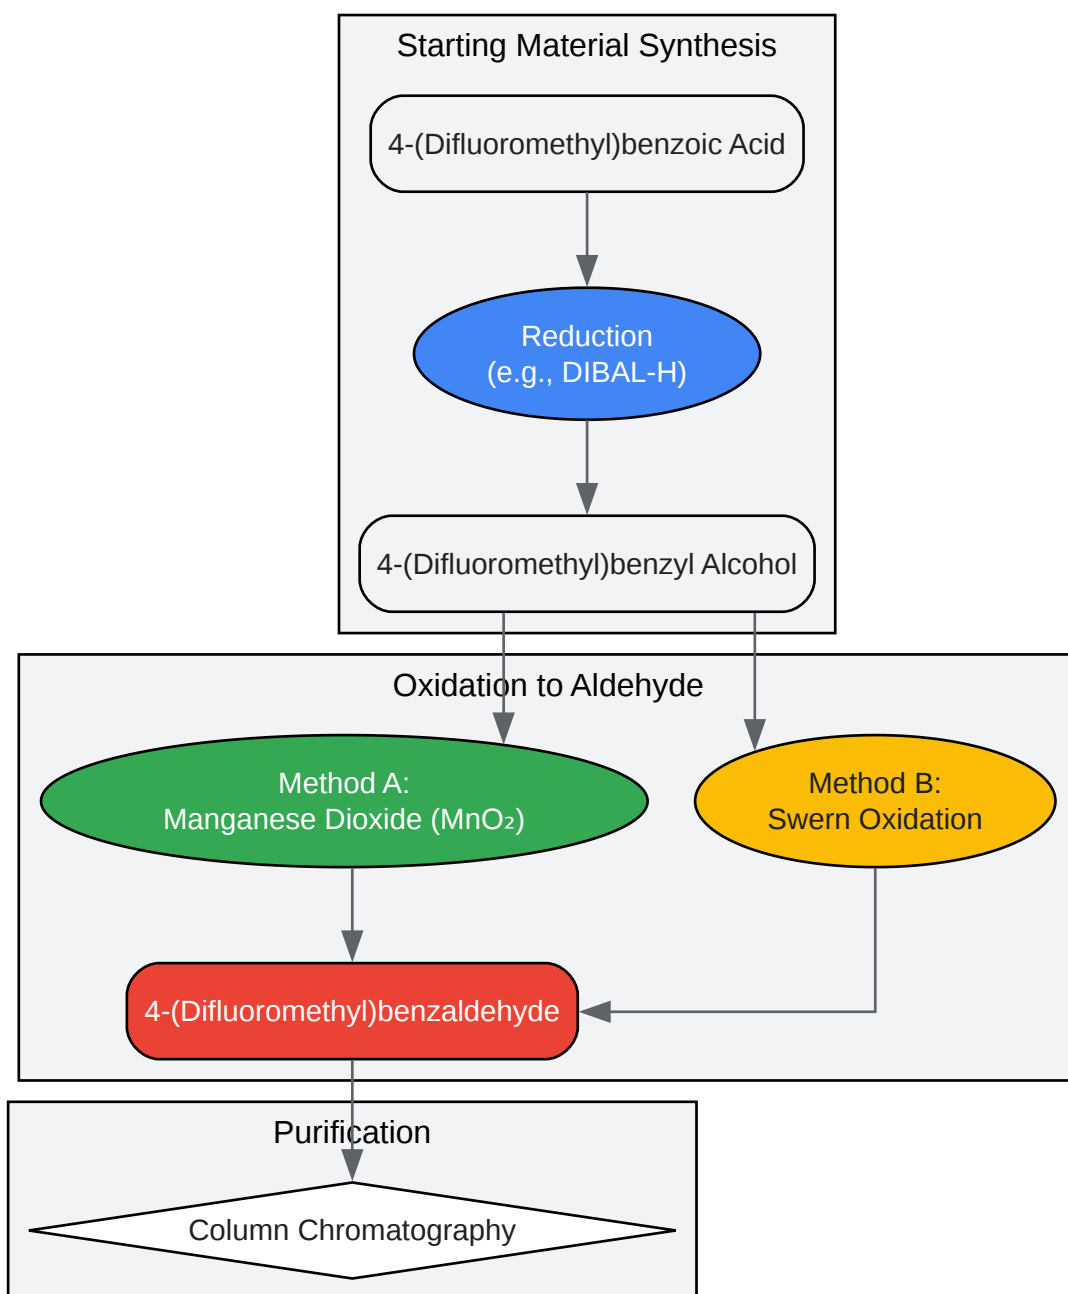 Starting Material Synthesis
4-(Difluoromethyl)benzoic Acid
Reduction
(e.g., DIBAL-H)
4-(Difluoromethyl)benzyl Alcohol
Oxidation to Aldehyde
Method A:
Manganese Dioxide (MnO₂)
Method B:
Swern Oxidation
4-(Difluoromethyl)benzaldehyde
Purification
Column Chromatography